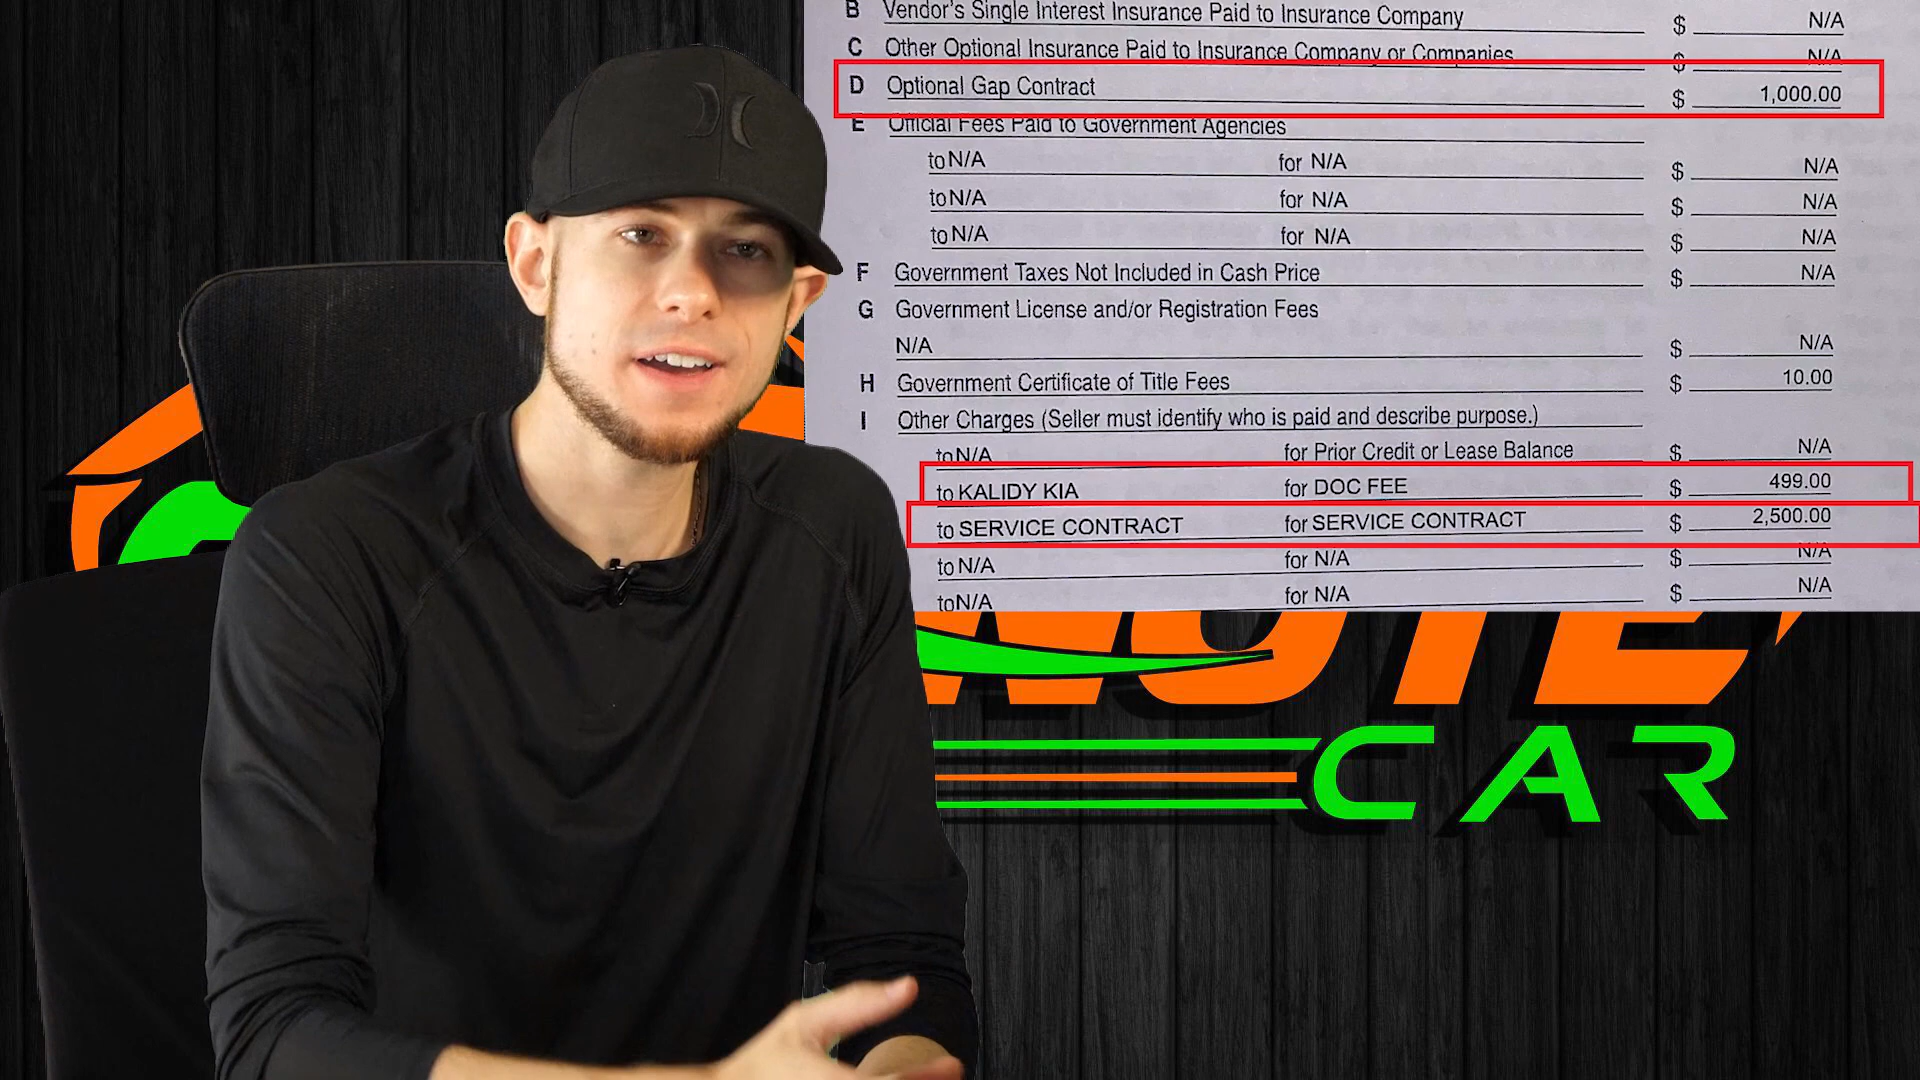 B Vendor's Single Interest Insurance Paid to Insurance Company $ N/A
C Other Optional Insurance Paid to Insurance Company or Companies $ N/A
D Optional Gap Contract $ 1,000.00
E Official Fees Paid to Government Agencies
to N/A for N/A $ N/A
to N/A for N/A $ N/A
to N/A for N/A $ N/A
F Government Taxes Not Included in Cash Price $ N/A
G Government License and/or Registration Fees
N/A $ N/A
H Government Certificate of Title Fees $ 10.00
I Other Charges (Seller must identify who is paid and describe purpose.)
to N/A for Prior Credit or Lease Balance $ N/A
to KALIDY KIA for DOC FEE $ 499.00
to SERVICE CONTRACT for SERVICE CONTRACT $ 2,500.00
to N/A for N/A $ N/A
to N/A for N/A $ N/A
CAR